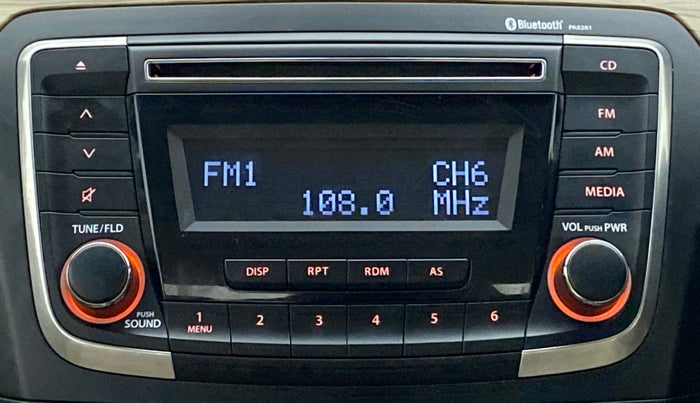 Bluetooth PA82R1
CD
FM
AM
MEDIA
FM1 CH6
108.0 MHz
TUNE/FLD
VOL PUSH PWR
DISP RPT RDM AS
PUSH
SOUND
1 2 3 4 5 6
MENU